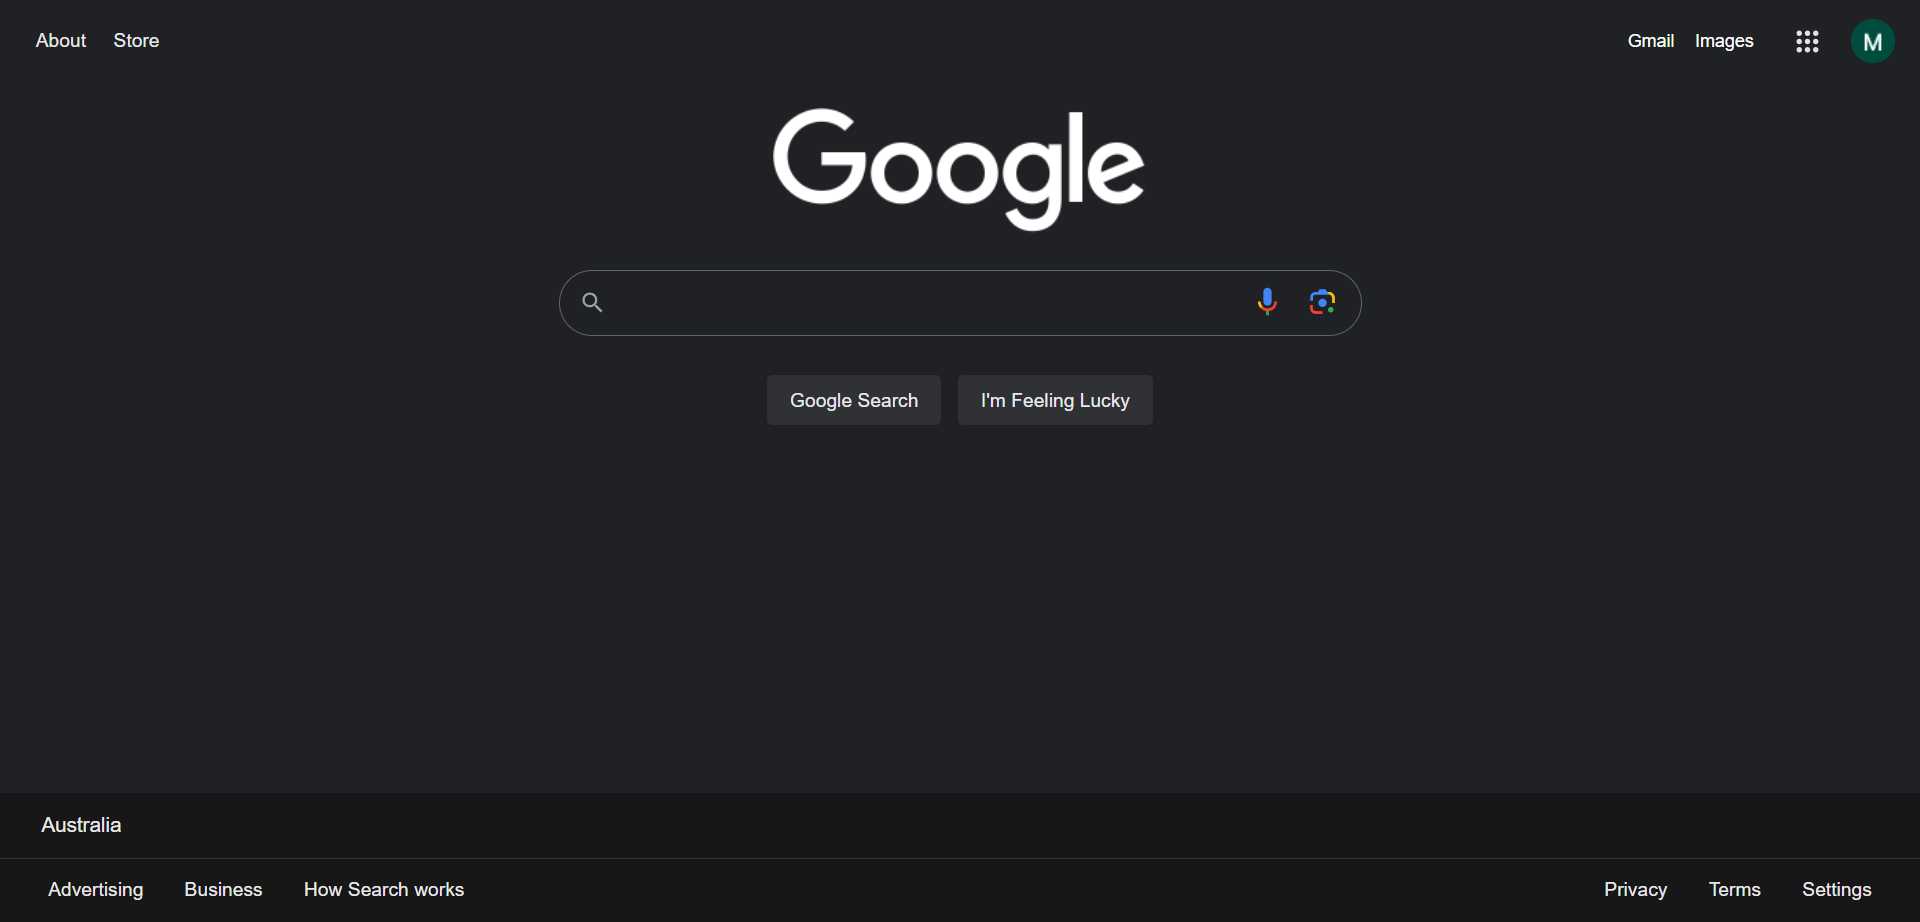 About Store Gmail Images M
Google
Google Search I'm Feeling Lucky
Australia
Advertising Business How Search works Privacy Terms Settings